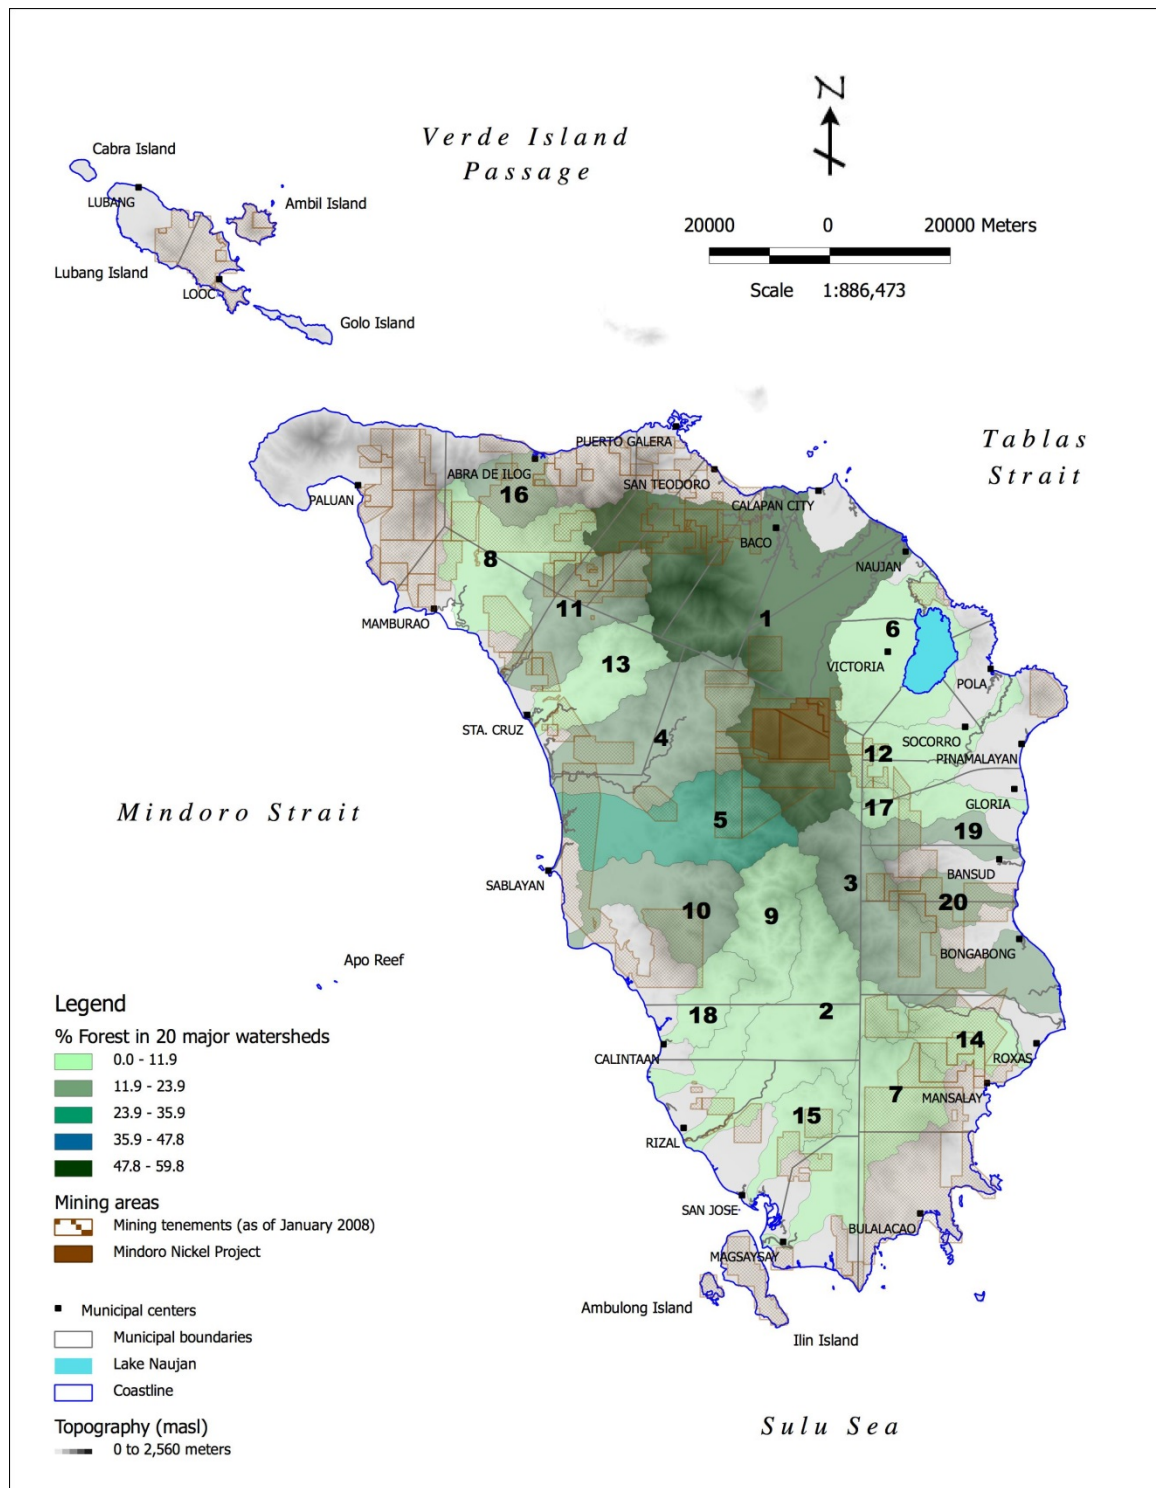 N
Verde Island
Passage
Cabra Island
LUBANG
Ambil Island
Lubang Island
LOOC
Golo Island
20000 0 20000 Meters
Scale 1:886,473
Tablas
Strait
PUERTO GALERA
ABRA DE ILOG
16
SAN TEODORO
PALUAN
CALAPAN CITY
BACO
8
NAUJAN
11
MAMBURAO
1
6
13
VICTORIA
POLA
STA. CRUZ
4
SOCORRO
12
PINAMALAYAN
Mindoro Strait
5
17
GLORIA
19
SABLAYAN
3
BANSUD
10
9
20
BONGABONG
Apo Reef
18
2
14
CALINTAAN
ROXAS
7
MANSALAY
15
RIZAL
SAN JOSE
BULALACAO
MAGSAYSAY
Ambulong Island
Ilin Island
Sulu Sea
Legend
% Forest in 20 major watersheds
0.0 - 11.9
11.9 - 23.9
23.9 - 35.9
35.9 - 47.8
47.8 - 59.8
Mining areas
Mining tenements (as of January 2008)
Mindoro Nickel Project
Municipal centers
Municipal boundaries
Lake Naujan
Coastline
Topography (masl)
0 to 2,560 meters